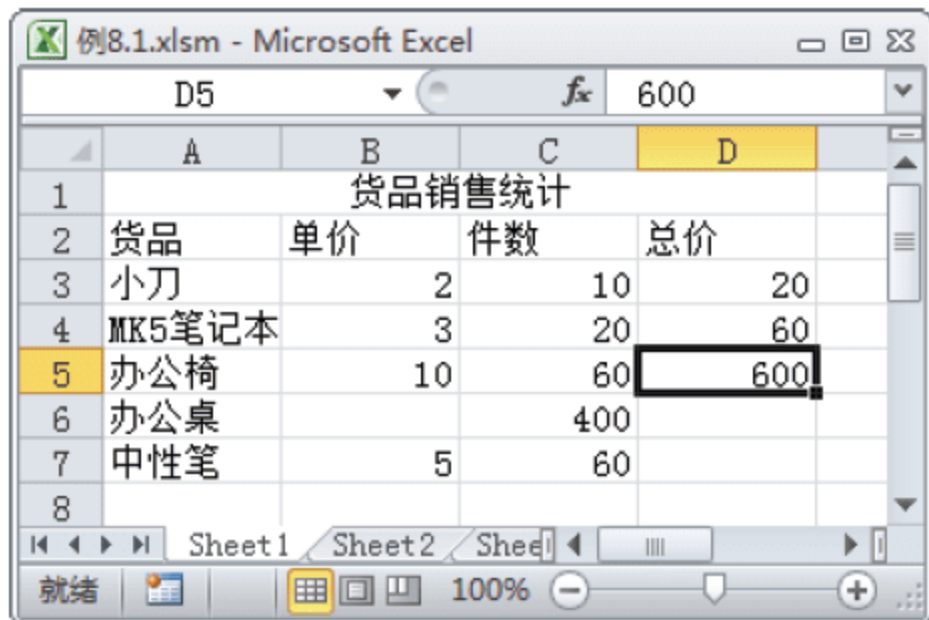 例8.1.xlsm - Microsoft Excel
D5 fx 600
A B C D
1 货品销售统计
2 货品 单价 件数 总价
3 小刀 2 10 20
4 MK5笔记本 3 20 60
5 办公椅 10 60 600
6 办公桌 400
7 中性笔 5 60
8
Sheet1 Sheet2 Shee
就绪 100%